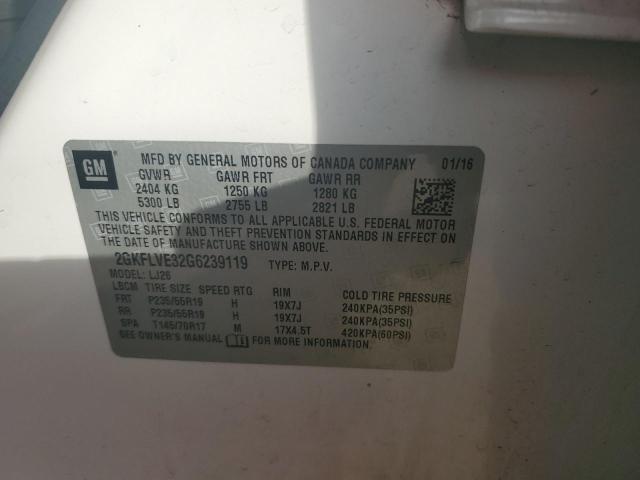 GM
MFD BY GENERAL MOTORS OF CANADA COMPANY 01/16
GVWR GAWR FRT GAWR RR
2404 KG 1250 KG 1280 KG
5300 LB 2755 LB 2821 LB
THIS VEHICLE CONFORMS TO ALL APPLICABLE U.S. FEDERAL MOTOR
VEHICLE SAFETY AND THEFT PREVENTION STANDARDS IN EFFECT ON
THE DATE OF MANUFACTURE SHOWN ABOVE.
2GKFLVE32G6239119 TYPE: M.P.V.
MODEL: LJ26
LBCM TIRE SIZE SPEED RTG RIM COLD TIRE PRESSURE
FRT P235/55R19 H 19X7J 240KPA(35PSI)
RR P235/55R19 H 19X7J 240KPA(35PSI)
SPA T145/70R17 M 17X4.5T 420KPA(60PSI)
SEE OWNER'S MANUAL FOR MORE INFORMATION.